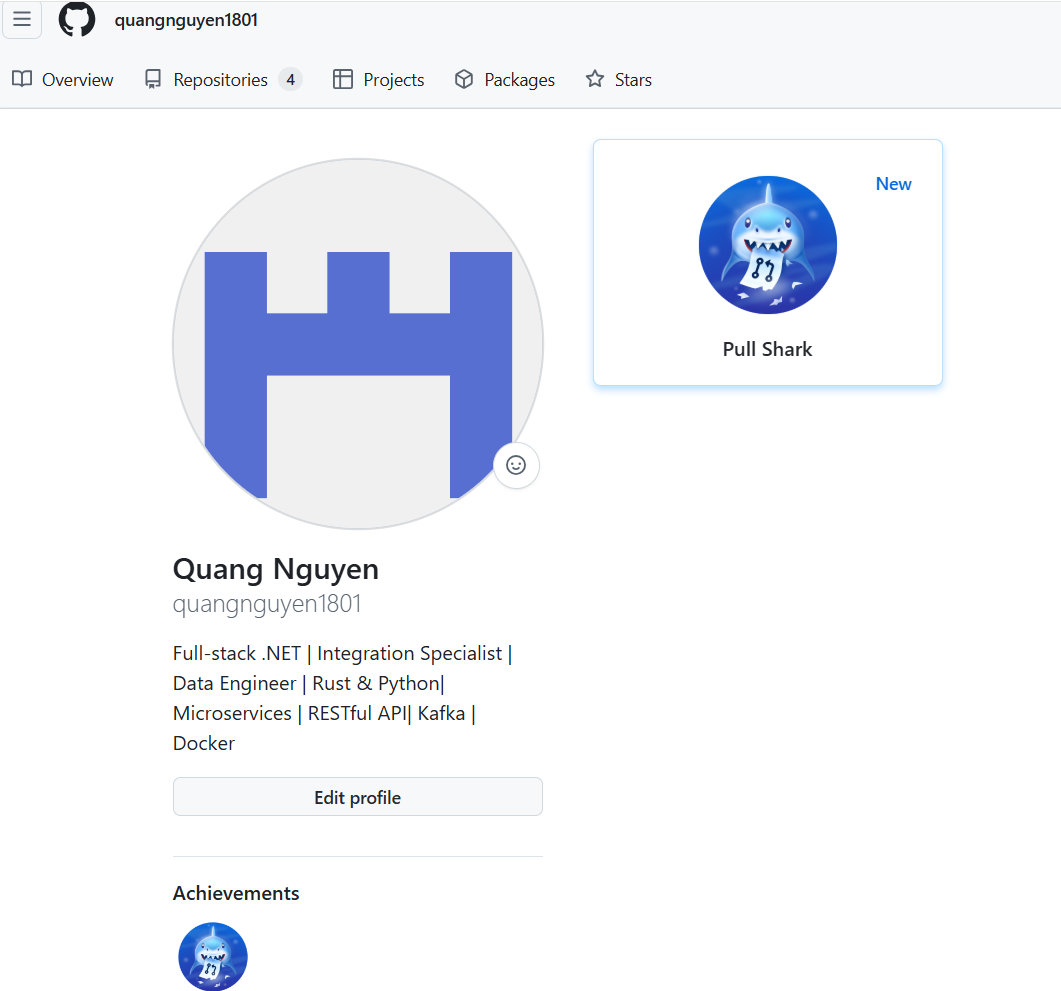 quangnguyen1801
Overview Repositories 4 Projects Packages Stars
New
Pull Shark
Quang Nguyen
quangnguyen1801
Full-stack .NET | Integration Specialist |
Data Engineer | Rust & Python|
Microservices | RESTful API| Kafka |
Docker
Edit profile
Achievements